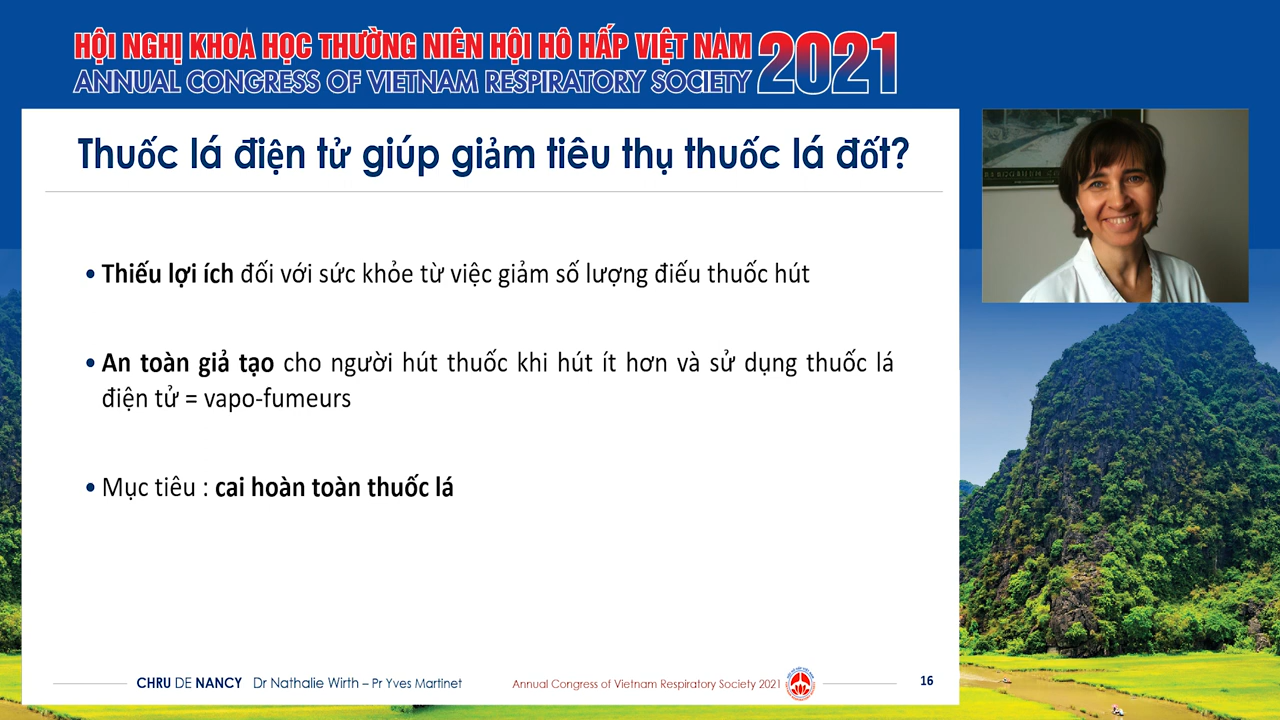 HỘI NGHỊ KHOA HỌC THƯỜNG NIÊN HỘI HÔ HẤP VIỆT NAM 2021
ANNUAL CONGRESS OF VIETNAM RESPIRATORY SOCIETY
Thuốc lá điện tử giúp giảm tiêu thụ thuốc lá đốt?
• Thiếu lợi ích đối với sức khỏe từ việc giảm số lượng điếu thuốc hút
• An toàn giả tạo cho người hút thuốc khi hút ít hơn và sử dụng thuốc lá
điện tử = vapo-fumeurs
• Mục tiêu : cai hoàn toàn thuốc lá
CHRU DE NANCY Dr Nathalie Wirth – Pr Yves Martinet
Annual Congress of Vietnam Respiratory Society 2021
16